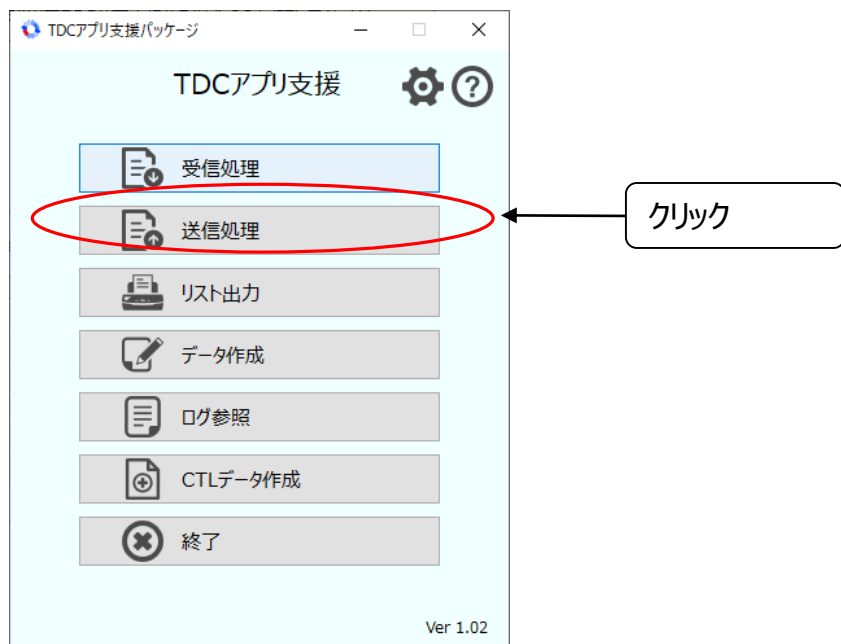 TDCアプリ支援パッケージ
TDCアプリ支援
受信処理
送信処理
クリック
リスト出力
データ作成
ログ参照
CTLデータ作成
終了
Ver 1.02